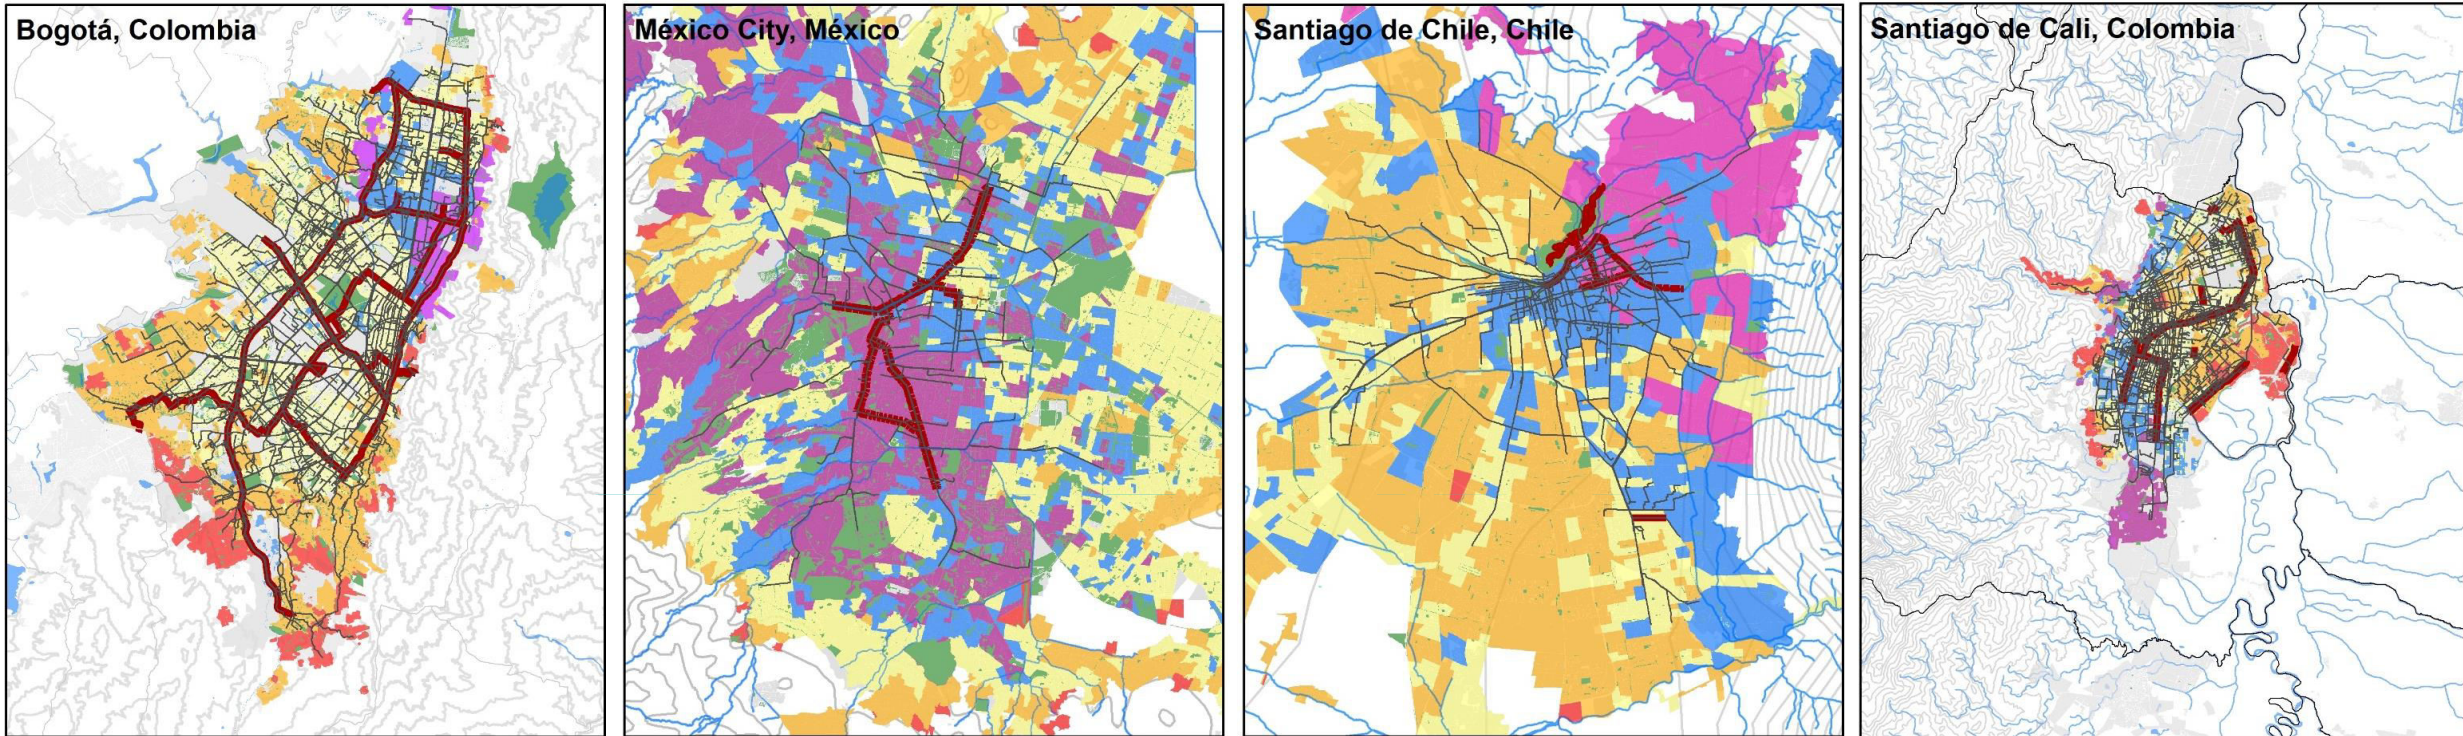 Bogotá, Colombia
México City, México
Santiago de Chile, Chile
Santiago de Cali, Colombia